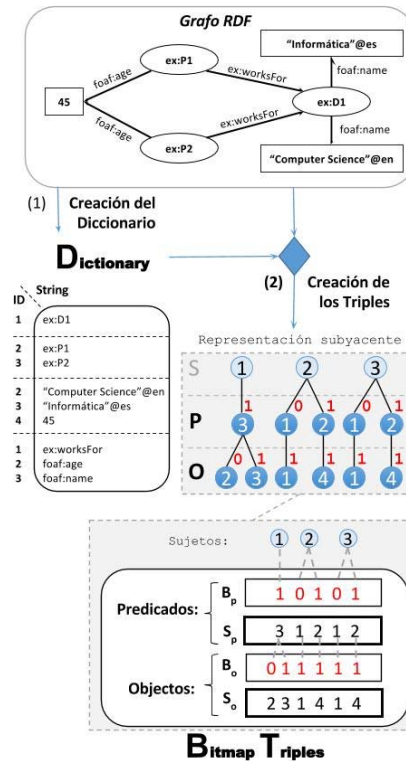 Grafo RDF
"Informática"@es
ex:P1
foaf:age
ex:worksFor
foaf:name
45
ex:D1
foaf:age
ex:worksFor
foaf:name
ex:P2
"Computer Science"@en
(1) Creación del
Diccionario
Dictionary
(2) Creación de
los Triples
ID String
1 ex:D1
2 ex:P1
3 ex:P2
2 "Computer Science"@en
3 "Informática"@es
4 45
1 ex:worksFor
2 foaf:age
3 foaf:name
Representación subyacente
S 1 2 3
1 0 1 0 1
P 3 1 2 1 2
0 1 1 1 1 1
O 2 3 1 4 1 4
Sujetos: 1 2 3
Predicados:
Bp 1 0 1 0 1
Sp 3 1 2 1 2
Objectos:
Bo 0 1 1 1 1 1
So 2 3 1 4 1 4
Bitmap Triples